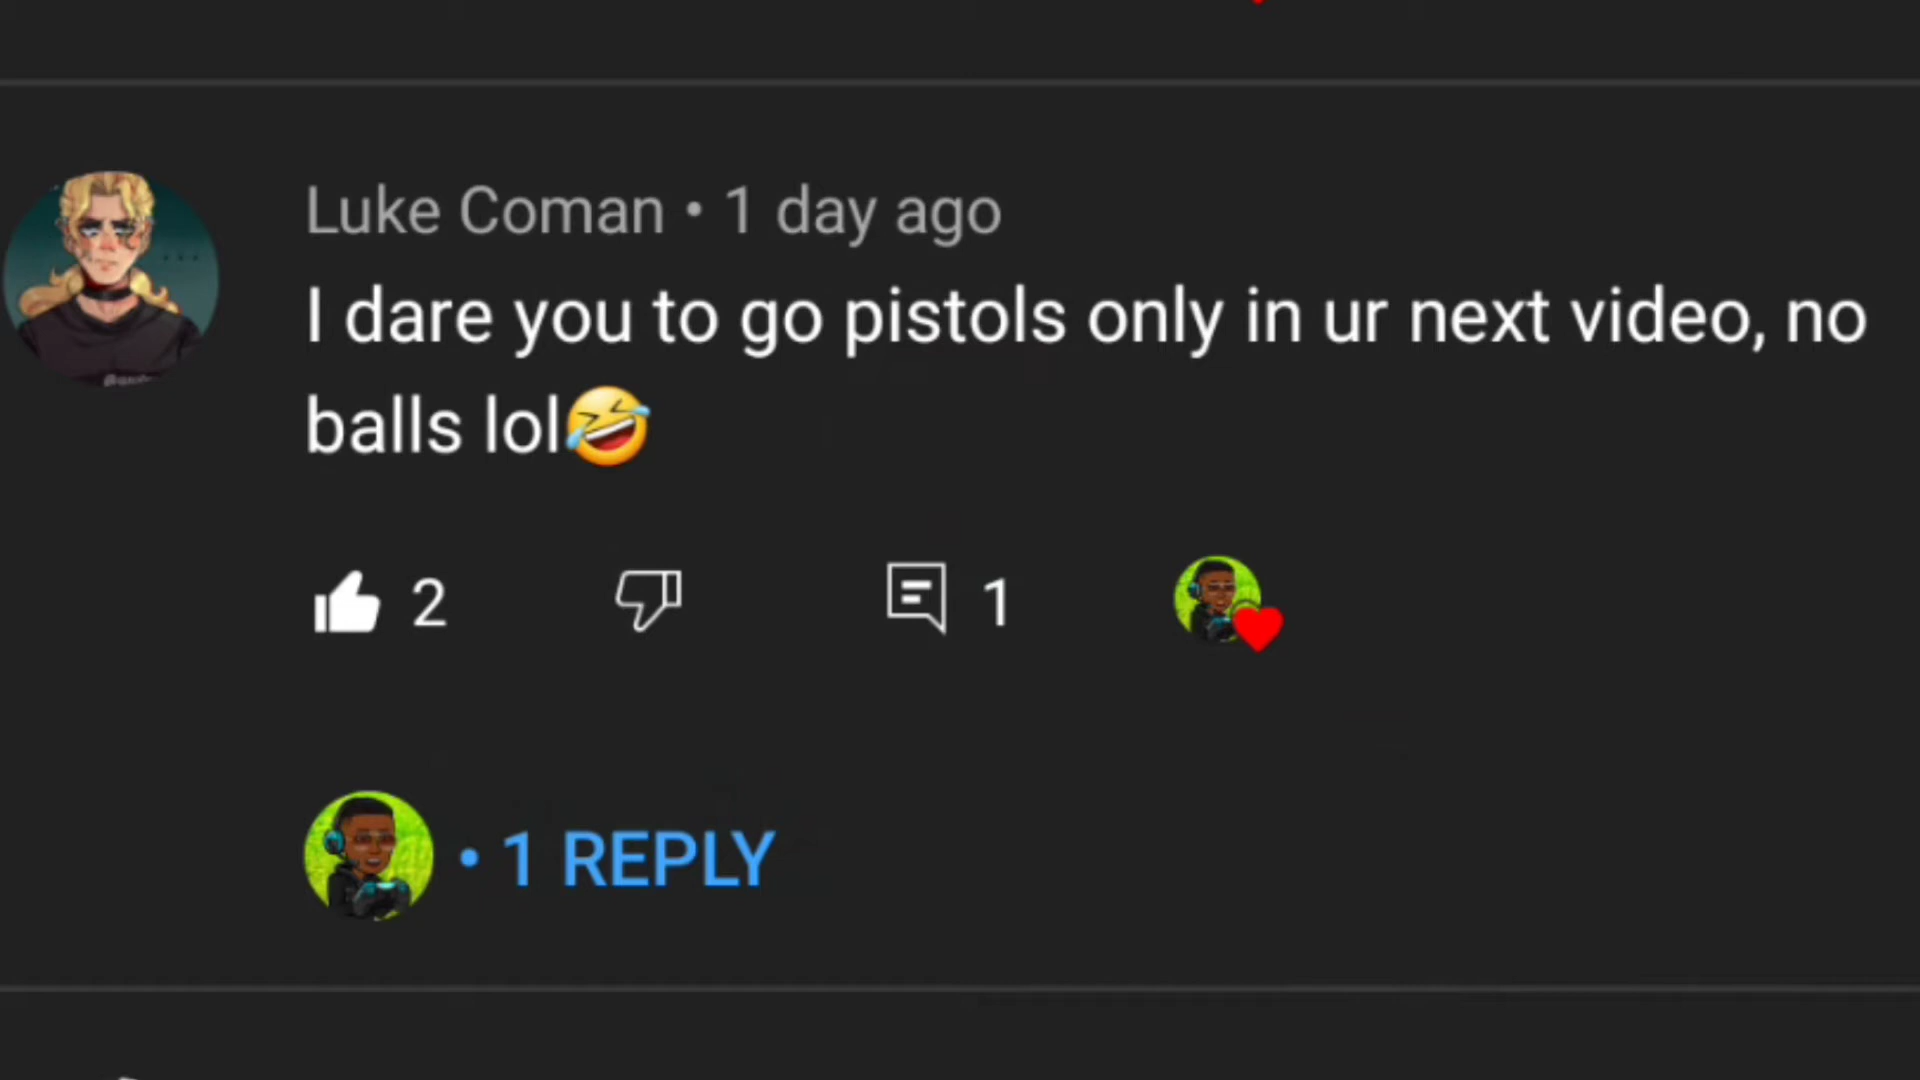 Luke Coman • 1 day ago
I dare you to go pistols only in ur next video, no
balls lol🤣
2 1
• 1 REPLY